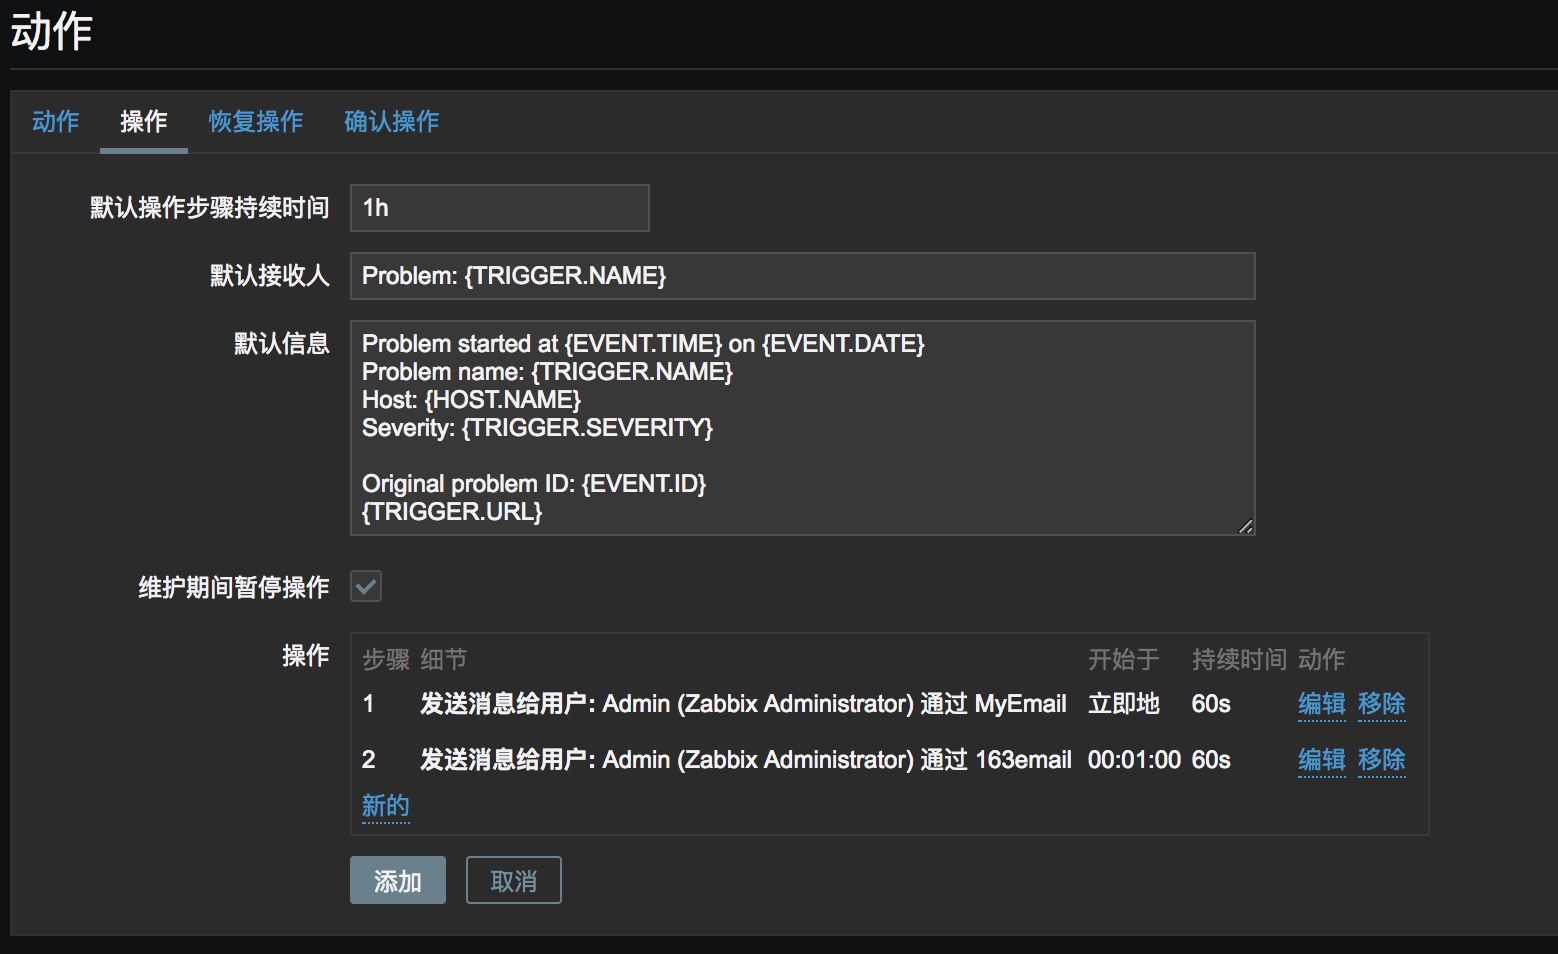 动作
动作 操作 恢复操作 确认操作
默认操作步骤持续时间 1h
默认接收人 Problem: {TRIGGER.NAME}
默认信息 Problem started at {EVENT.TIME} on {EVENT.DATE}
Problem name: {TRIGGER.NAME}
Host: {HOST.NAME}
Severity: {TRIGGER.SEVERITY}
Original problem ID: {EVENT.ID}
{TRIGGER.URL}
维护期间暂停操作
操作 步骤 细节 开始于 持续时间 动作
1 发送消息给用户: Admin (Zabbix Administrator) 通过 MyEmail 立即地 60s 编辑 移除
2 发送消息给用户: Admin (Zabbix Administrator) 通过 163email 00:01:00 60s 编辑 移除
新的
添加 取消